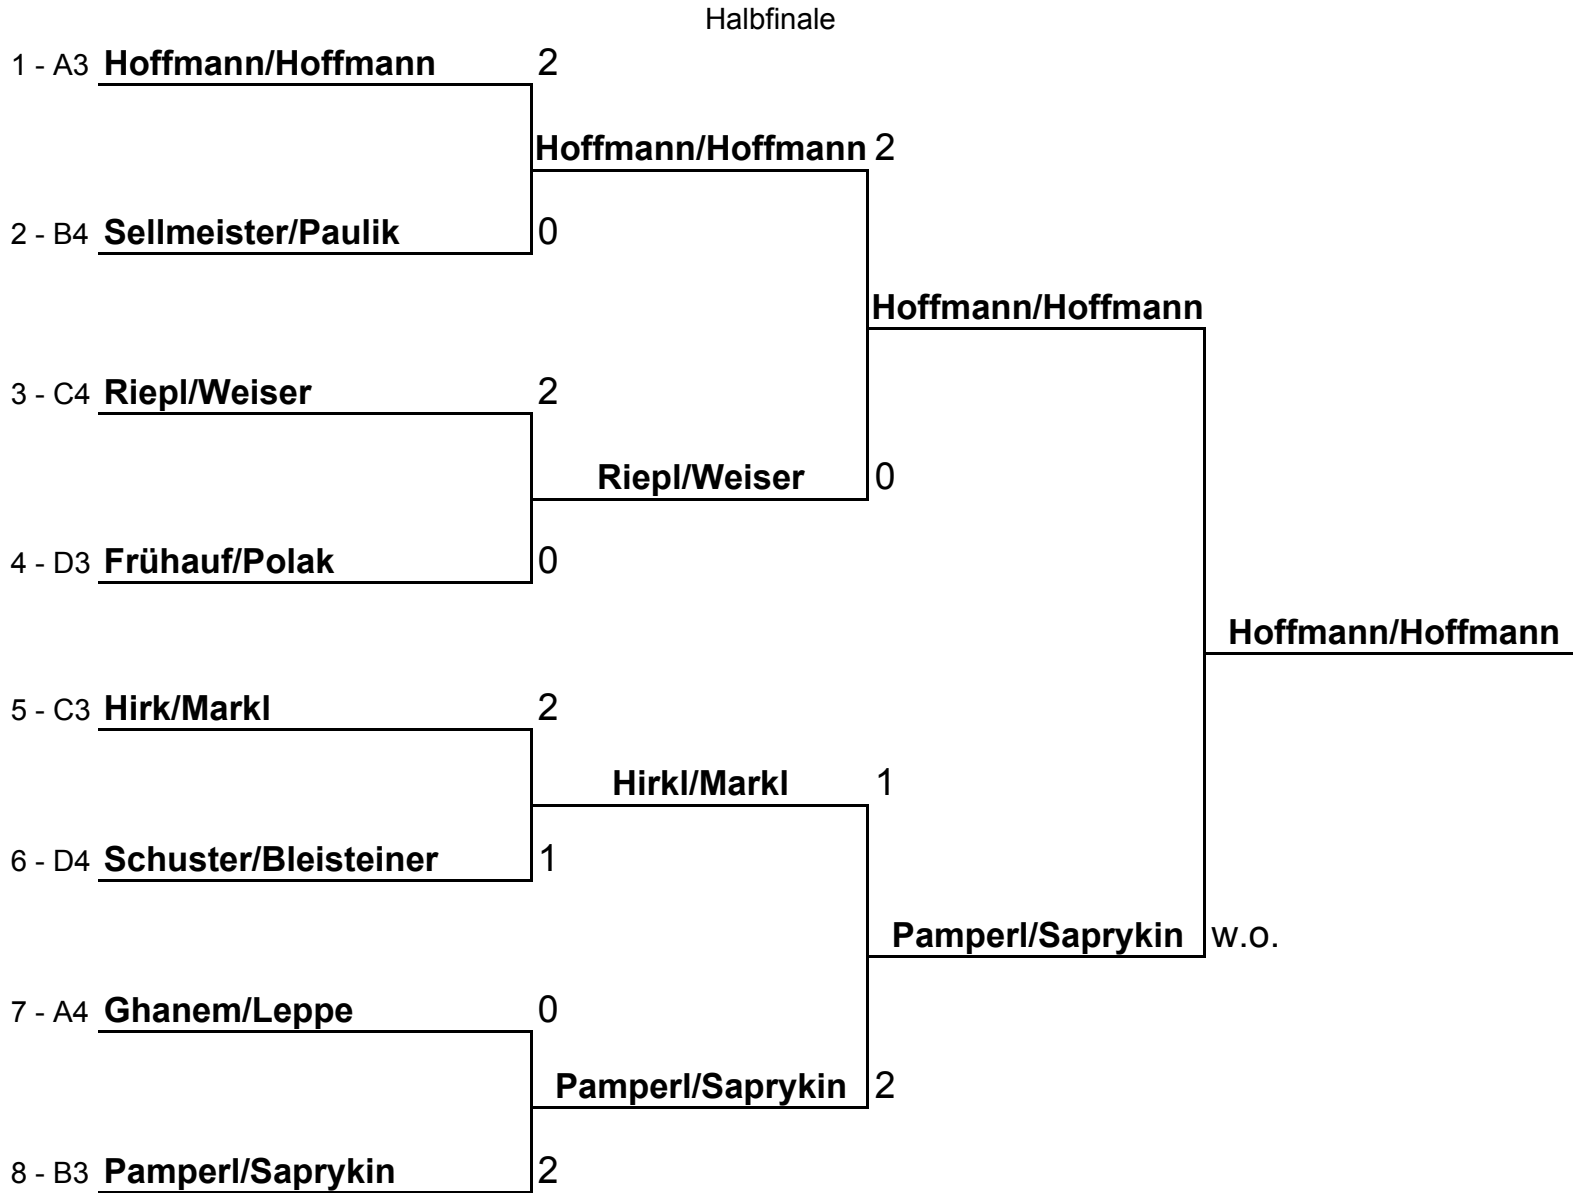 Halbfinale
1 - A3 Hoffmann/Hoffmann 2
Hoffmann/Hoffmann 2
2 - B4 Sellmeister/Paulik 0
Hoffmann/Hoffmann
3 - C4 Riepl/Weiser 2
Riepl/Weiser 0
4 - D3 Frühauf/Polak 0
Hoffmann/Hoffmann
5 - C3 Hirk/Markl 2
Hirkl/Markl 1
6 - D4 Schuster/Bleisteiner 1
Pamperl/Saprykin w.o.
7 - A4 Ghanem/Leppe 0
Pamperl/Saprykin 2
8 - B3 Pamperl/Saprykin 2